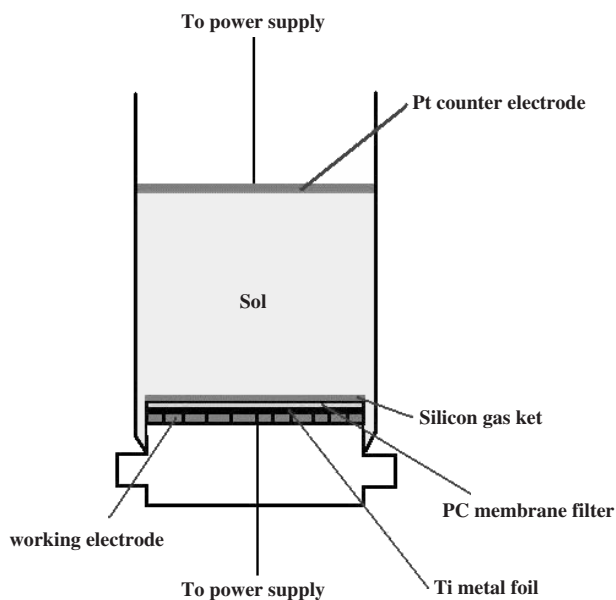 To power supply
Pt counter electrode
Sol
Silicon gas ket
PC membrane filter
working electrode
Ti metal foil
To power supply